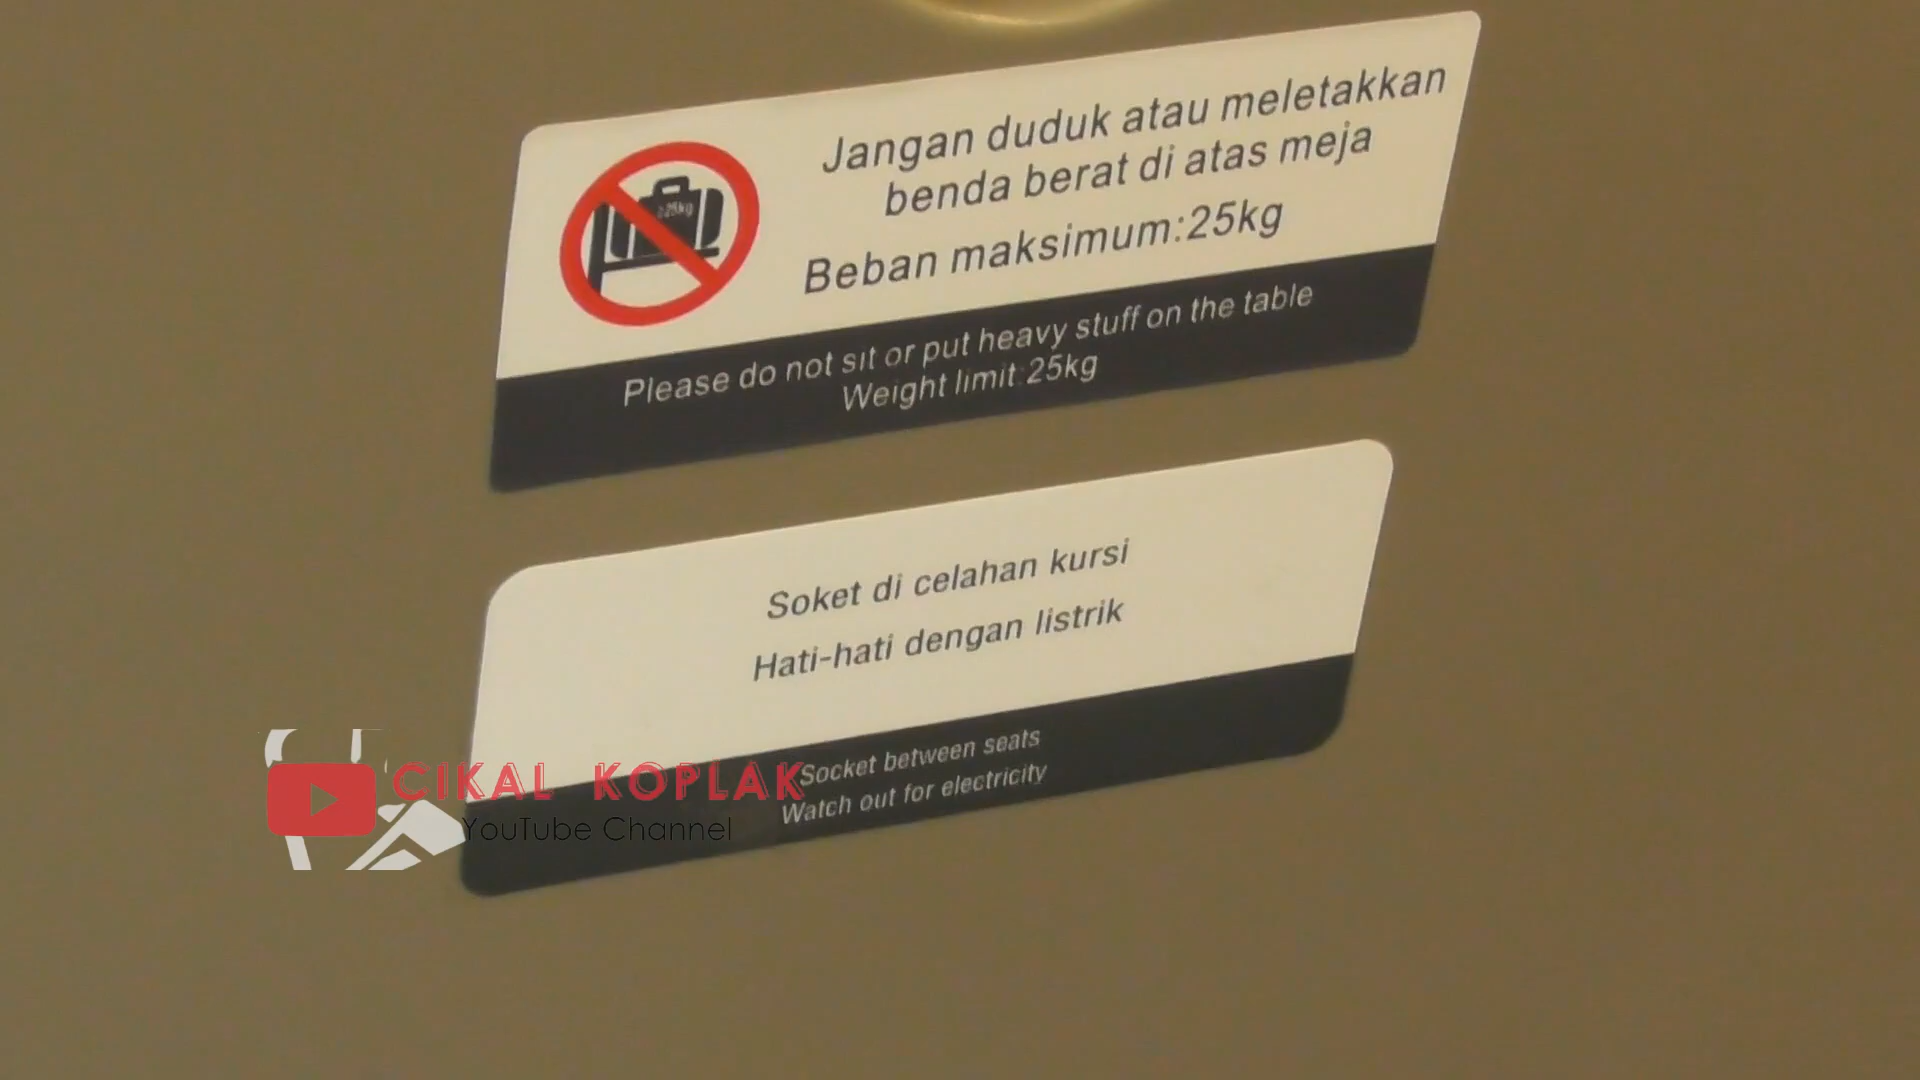 Jangan duduk atau meletakkan
benda berat di atas meja
Beban maksimum:25kg
Please do not sit or put heavy stuff on the table
Weight limit:25kg
Soket di celahan kursi
Hati-hati dengan listrik
Socket between seats
Watch out for electricity
CIKAL KOPLAK
YouTube Channel